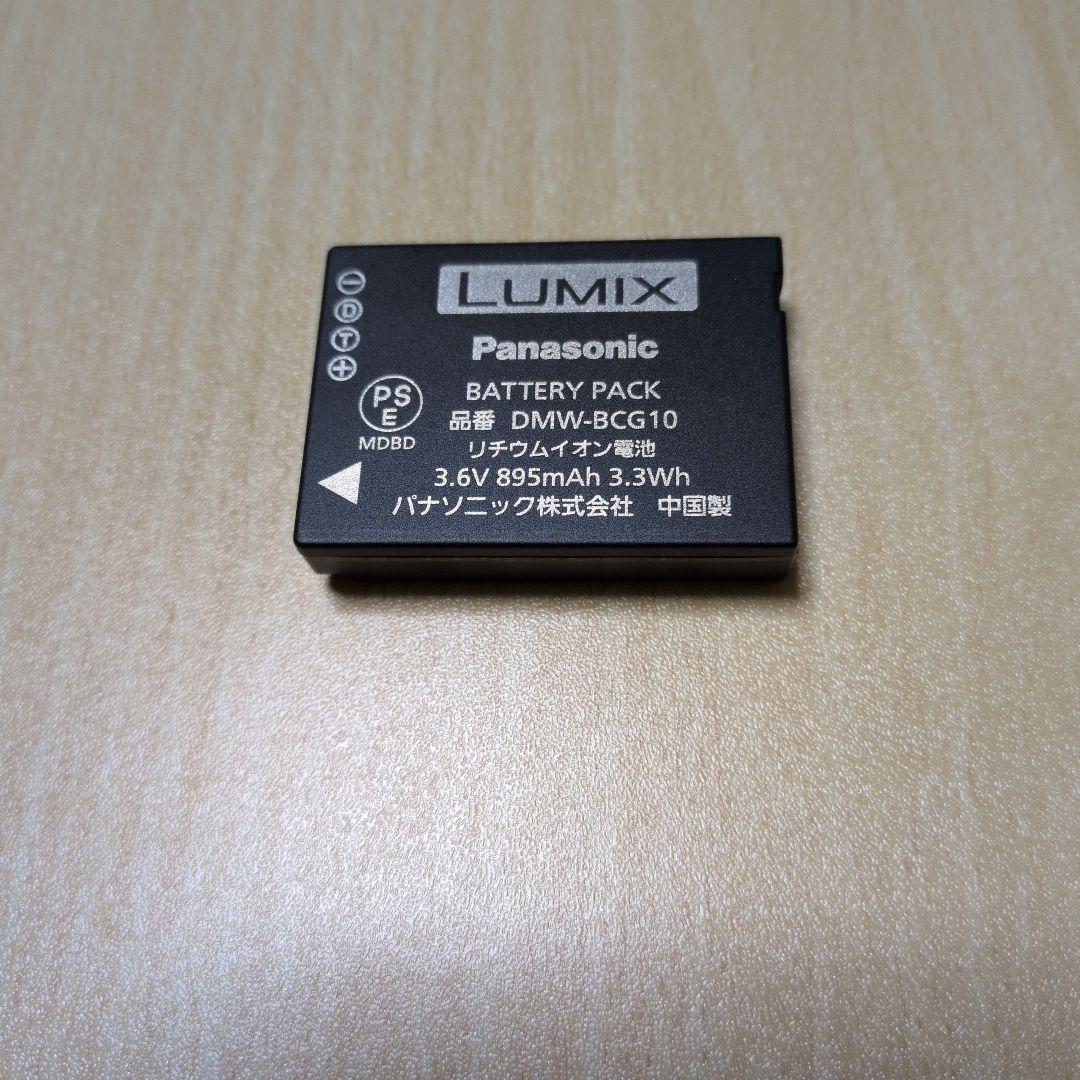 LUMIX
Panasonic
BATTERY PACK
品番 DMW-BCG10
リチウムイオン電池
3.6V 895mAh 3.3Wh
パナソニック株式会社 中国製
−
D
T
+
PS
E
MDBD